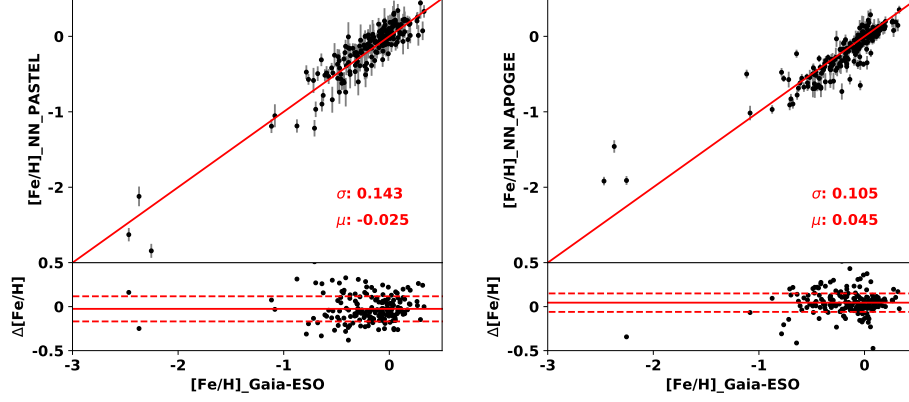 0
-1
-2
[Fe/H]_NN_PASTEL
σ: 0.143
μ: -0.025
0.5
0
-0.5
Δ[Fe/H]
-3
-2
-1
0
[Fe/H]_Gaia-ESO
0
-1
-2
[Fe/H]_NN_APOGEE
σ: 0.105
μ: 0.045
0.5
0
-0.5
Δ[Fe/H]
-3
-2
-1
0
[Fe/H]_Gaia-ESO